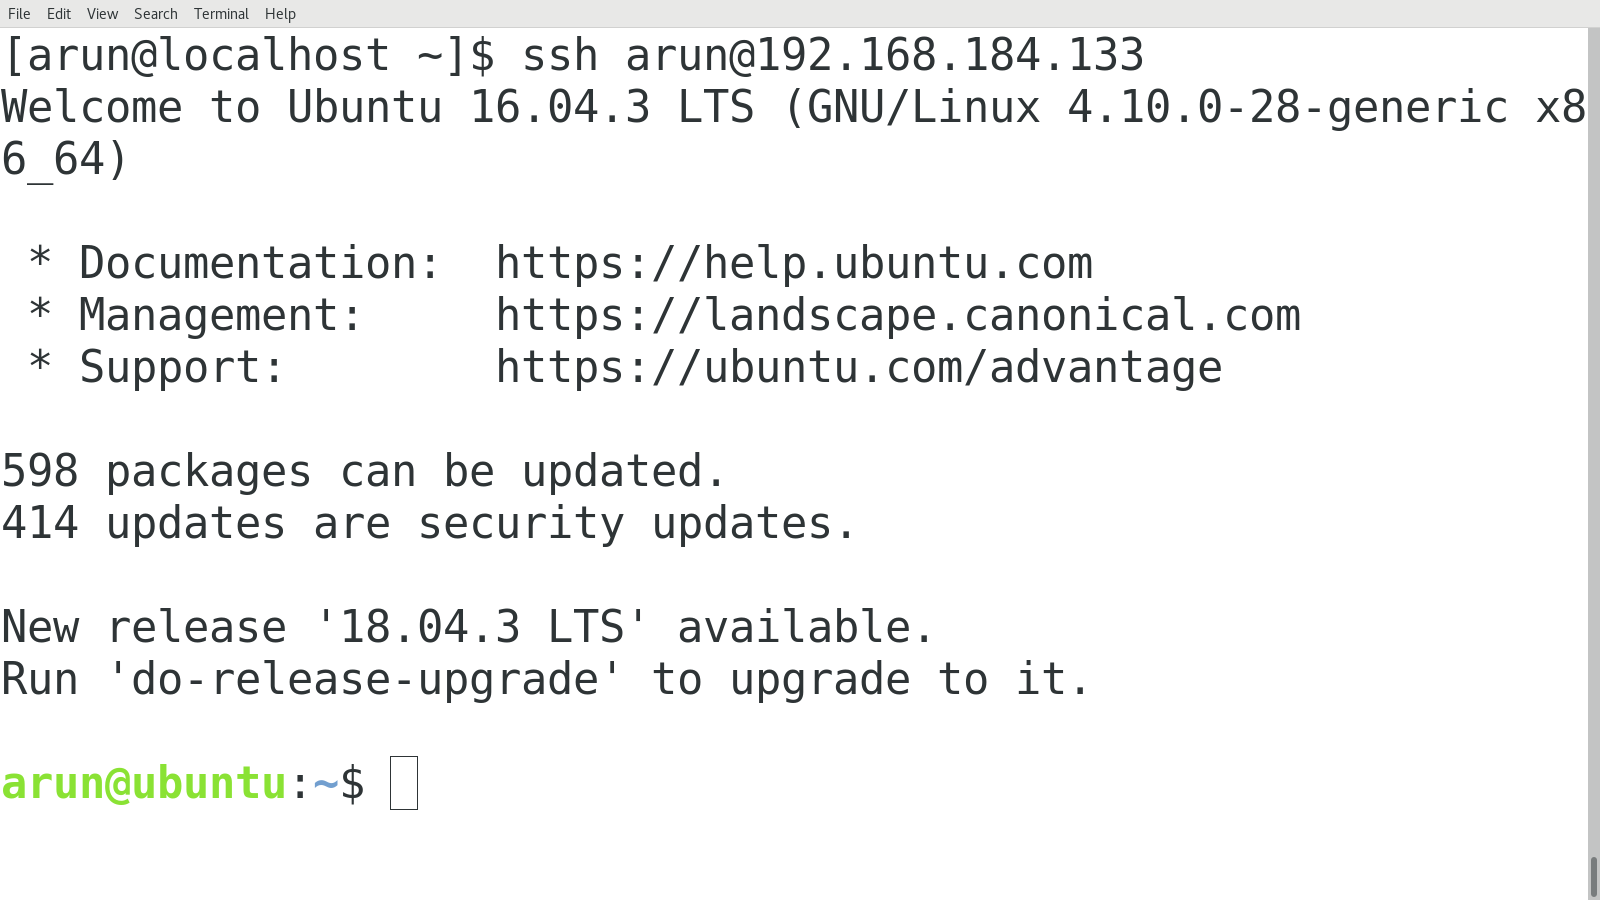 File Edit View Search Terminal Help
[arun@localhost ~]$ ssh arun@192.168.184.133
Welcome to Ubuntu 16.04.3 LTS (GNU/Linux 4.10.0-28-generic x8
6_64)
* Documentation:  https://help.ubuntu.com
* Management:     https://landscape.canonical.com
* Support:        https://ubuntu.com/advantage
598 packages can be updated.
414 updates are security updates.
New release '18.04.3 LTS' available.
Run 'do-release-upgrade' to upgrade to it.
arun@ubuntu:~$